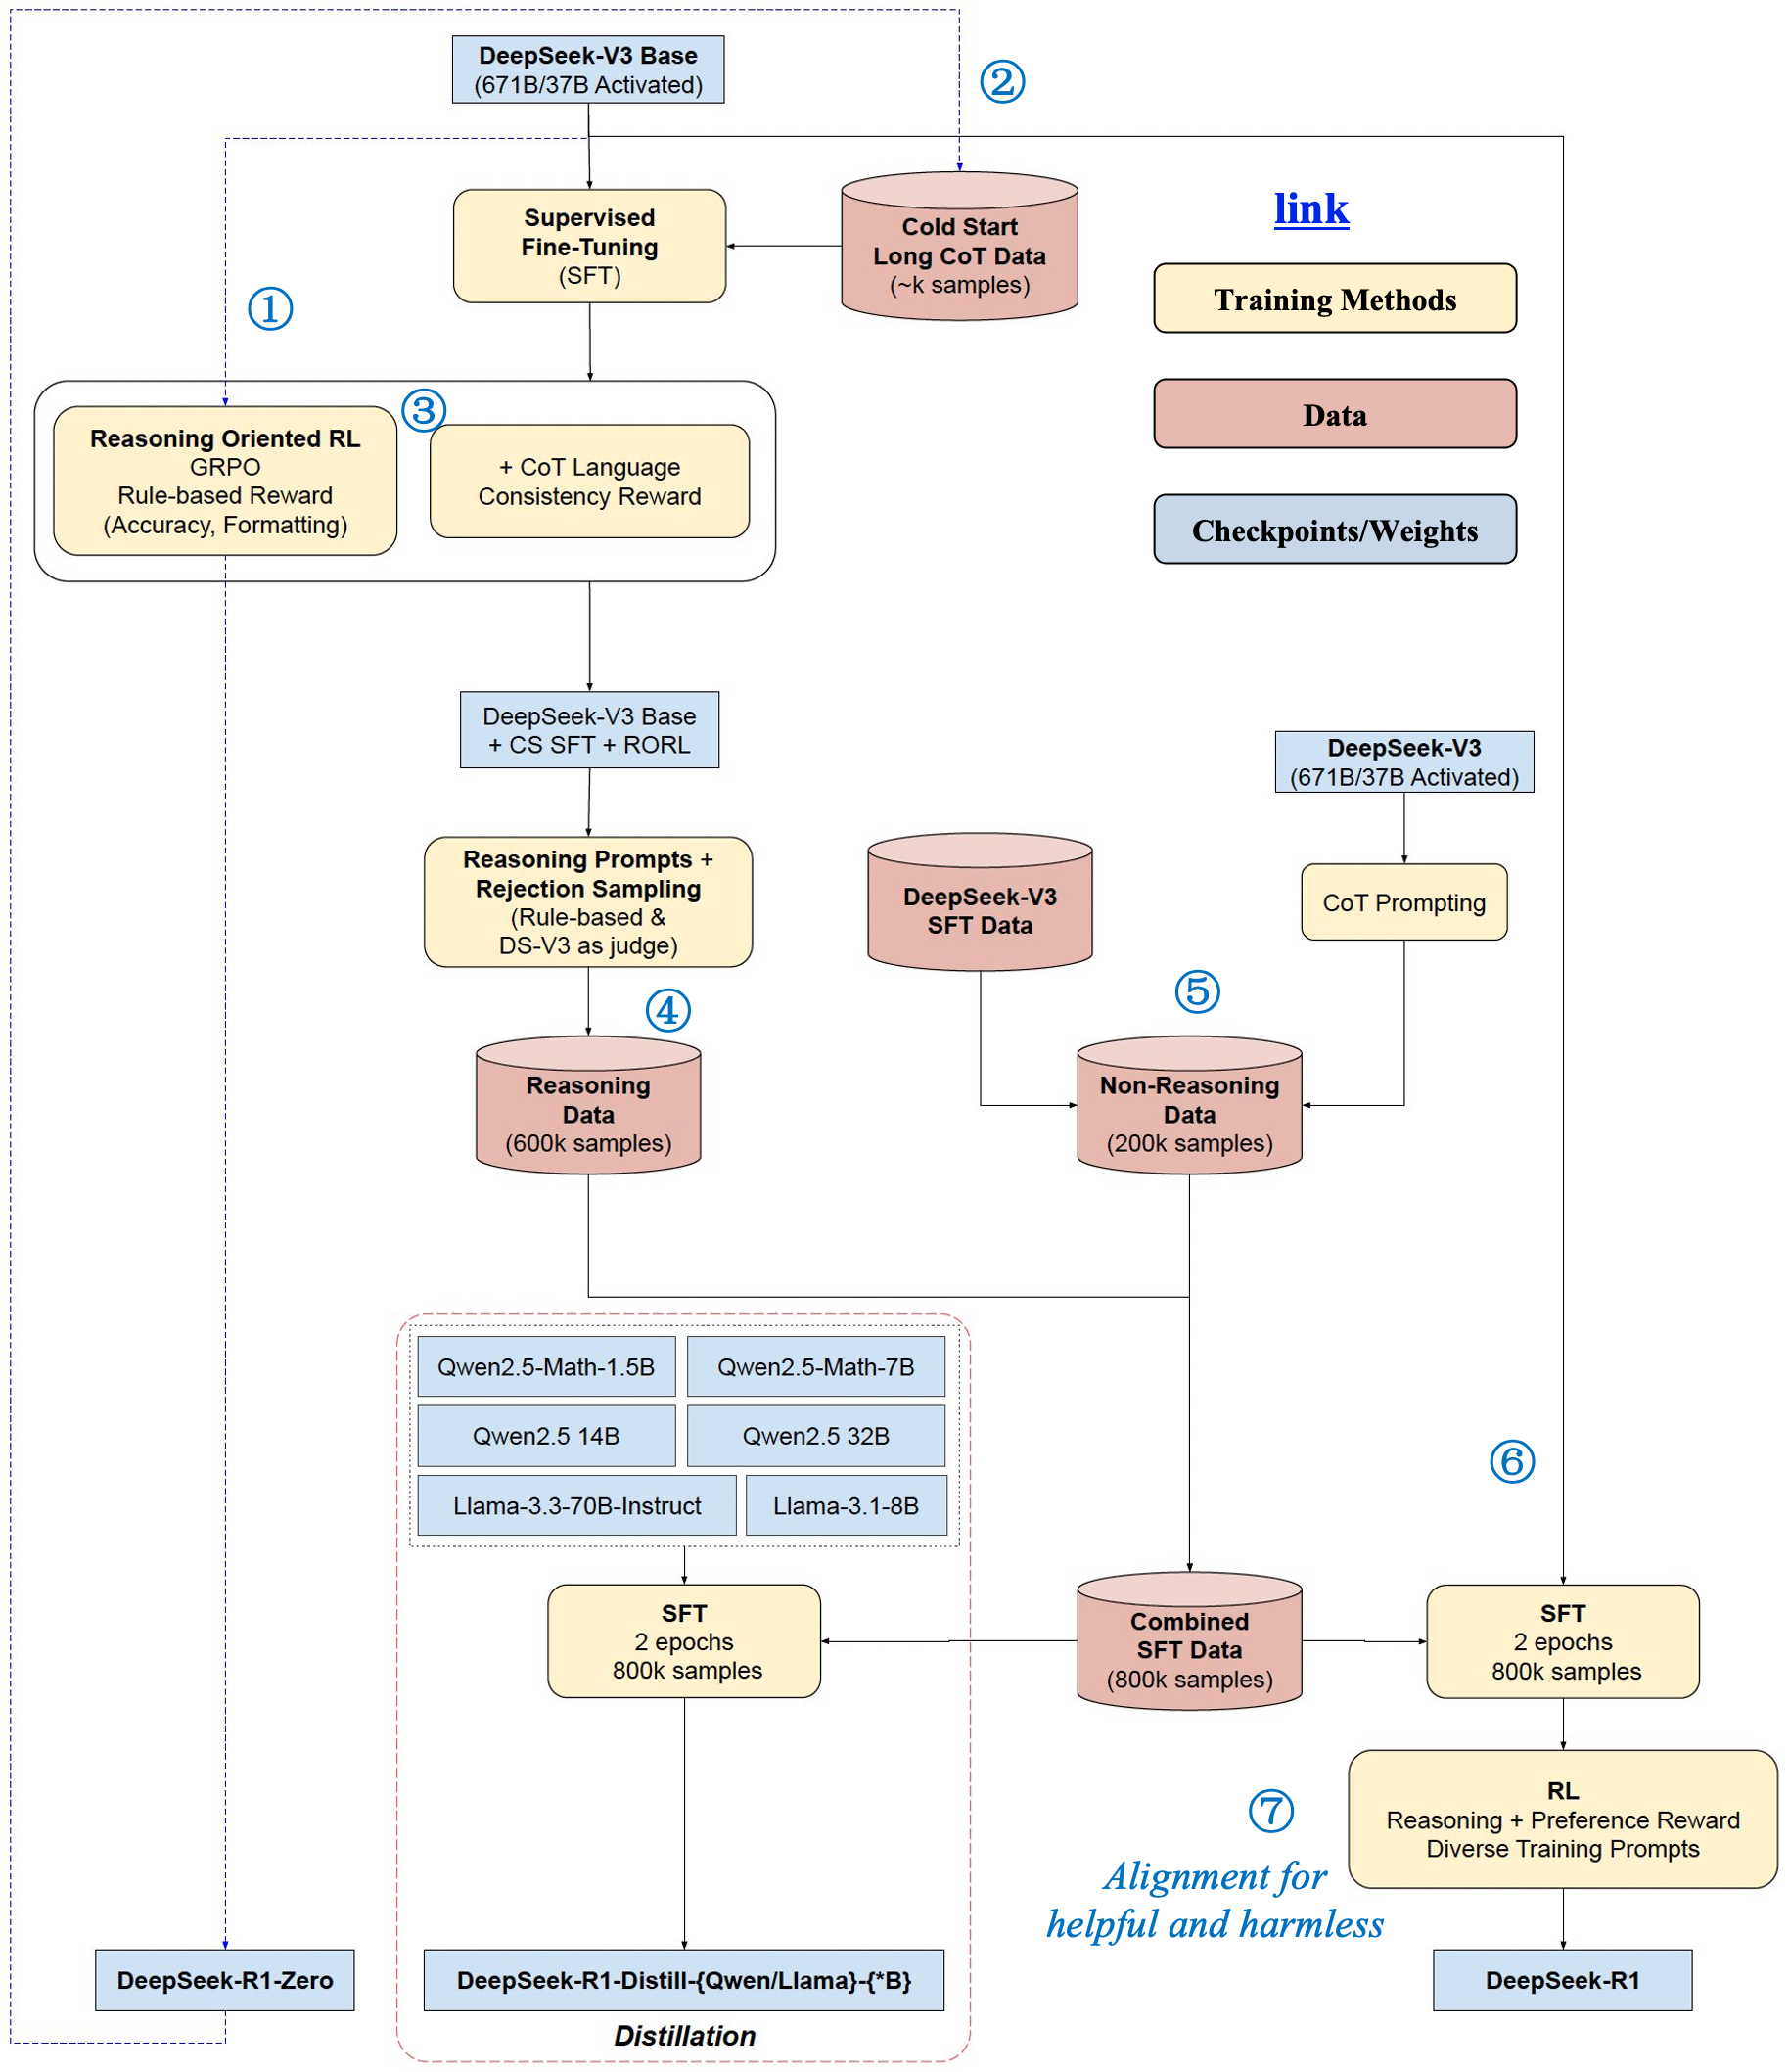 DeepSeek-V3 Base
(671B/37B Activated)
②
Supervised
Fine-Tuning
(SFT)
Cold Start
Long CoT Data
(~k samples)
link
Training Methods
Data
Checkpoints/Weights
①
③
Reasoning Oriented RL
GRPO
Rule-based Reward
(Accuracy, Formatting)
+ CoT Language
Consistency Reward
DeepSeek-V3 Base
+ CS SFT + RORL
DeepSeek-V3
(671B/37B Activated)
Reasoning Prompts +
Rejection Sampling
(Rule-based &
DS-V3 as judge)
DeepSeek-V3
SFT Data
CoT Prompting
④
⑤
Reasoning
Data
(600k samples)
Non-Reasoning
Data
(200k samples)
Qwen2.5-Math-1.5B
Qwen2.5-Math-7B
Qwen2.5 14B
Qwen2.5 32B
Llama-3.3-70B-Instruct
Llama-3.1-8B
⑥
SFT
2 epochs
800k samples
Combined
SFT Data
(800k samples)
SFT
2 epochs
800k samples
⑦
Alignment for
helpful and harmless
RL
Reasoning + Preference Reward
Diverse Training Prompts
DeepSeek-R1-Zero
DeepSeek-R1-Distill-{Qwen/Llama}-{*B}
DeepSeek-R1
Distillation